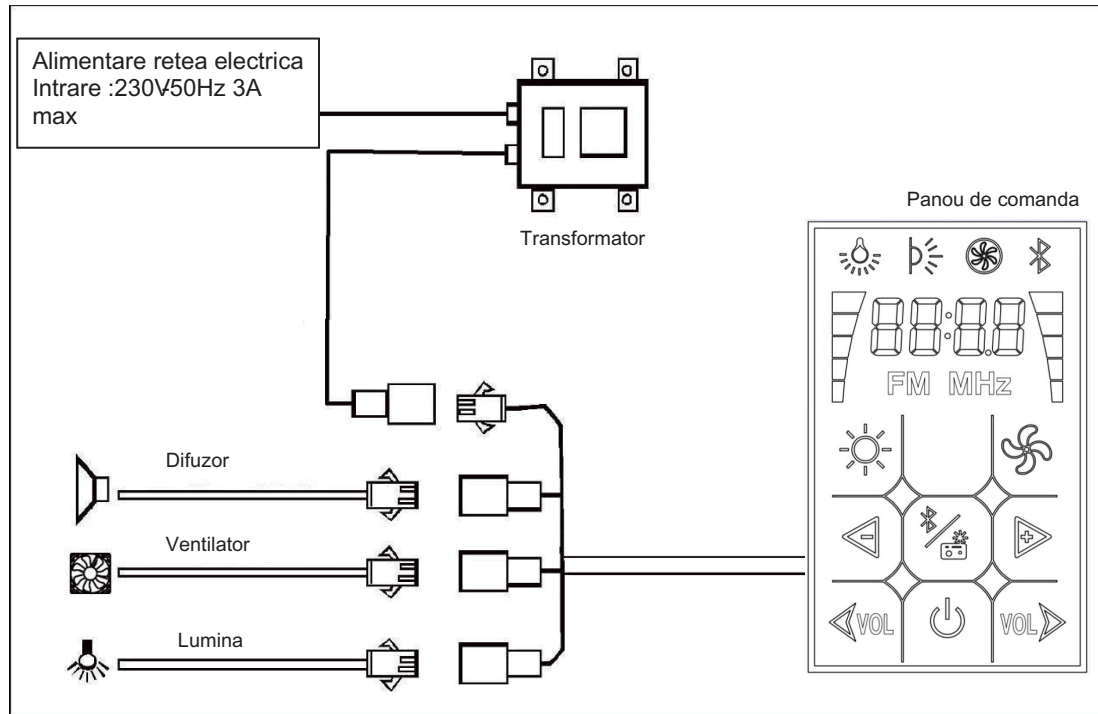 Alimentare retea electrica
Intrare :230V-50Hz 3A
max
Transformator
Panou de comanda
88:8.8
FM MHz
Difuzor
Ventilator
Lumina
VOL
VOL